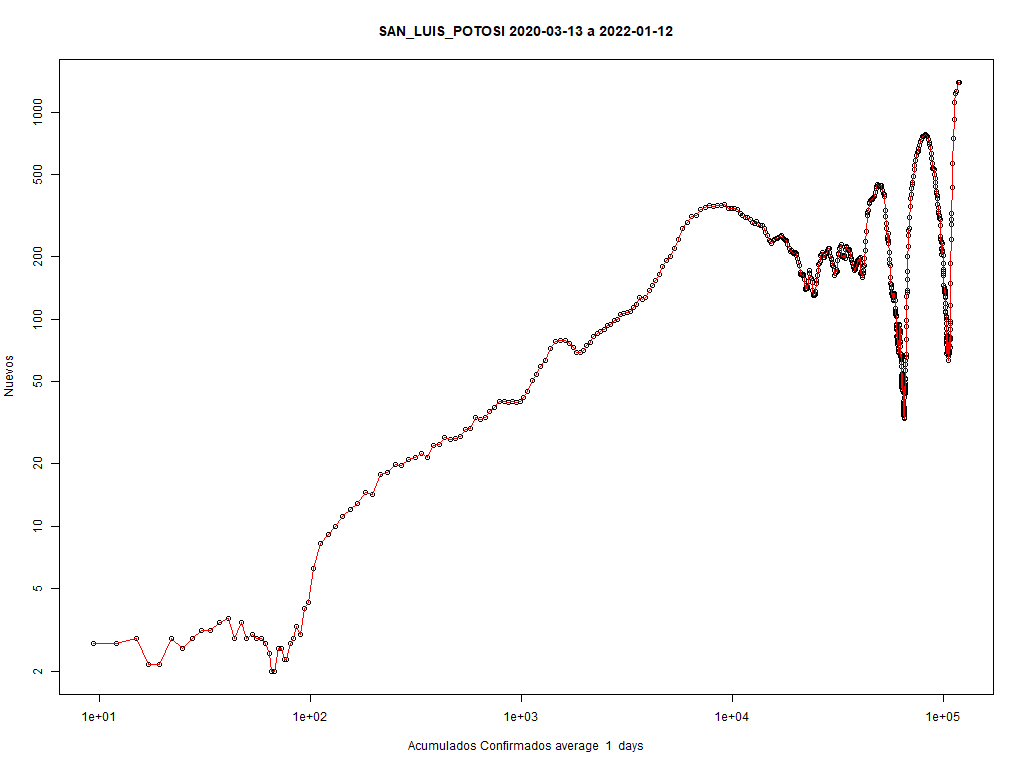 SAN_LUIS_POTOSI 2020-03-13 a 2022-01-12
Nuevos
1000
500
200
100
50
20
10
5
2
1e+01 1e+02 1e+03 1e+04 1e+05
Acumulados Confirmados average 1 days